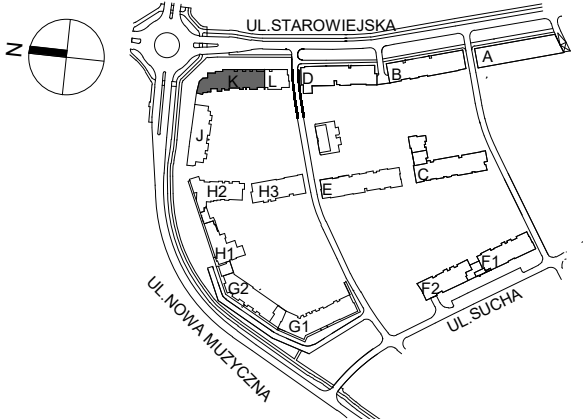 UL.STAROWIEJSKA
N
A
B
D
L
K
J
C
E
H3
H2
H1
F1
F2
G2
G1
UL.SUCHA
UL.NOWA MUZYCZNA